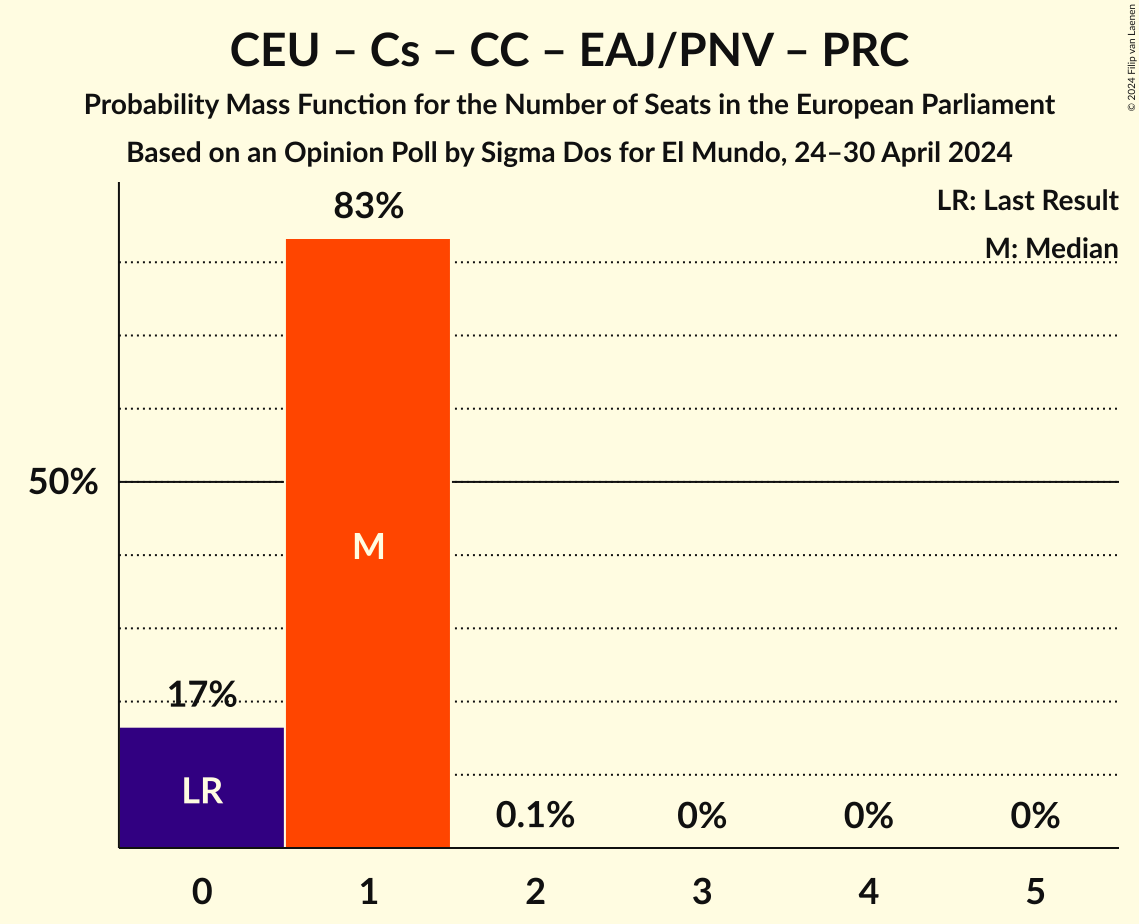 CEU – Cs – CC – EAJ/PNV – PRC
Probability Mass Function for the Number of Seats in the European Parliament
Based on an Opinion Poll by Sigma Dos for El Mundo, 24–30 April 2024
© 2024 Filip van Laenen
LR: Last Result
M: Median
83%
50%
M
17%
LR
0.1%
0%
0%
0%
0
1
2
3
4
5